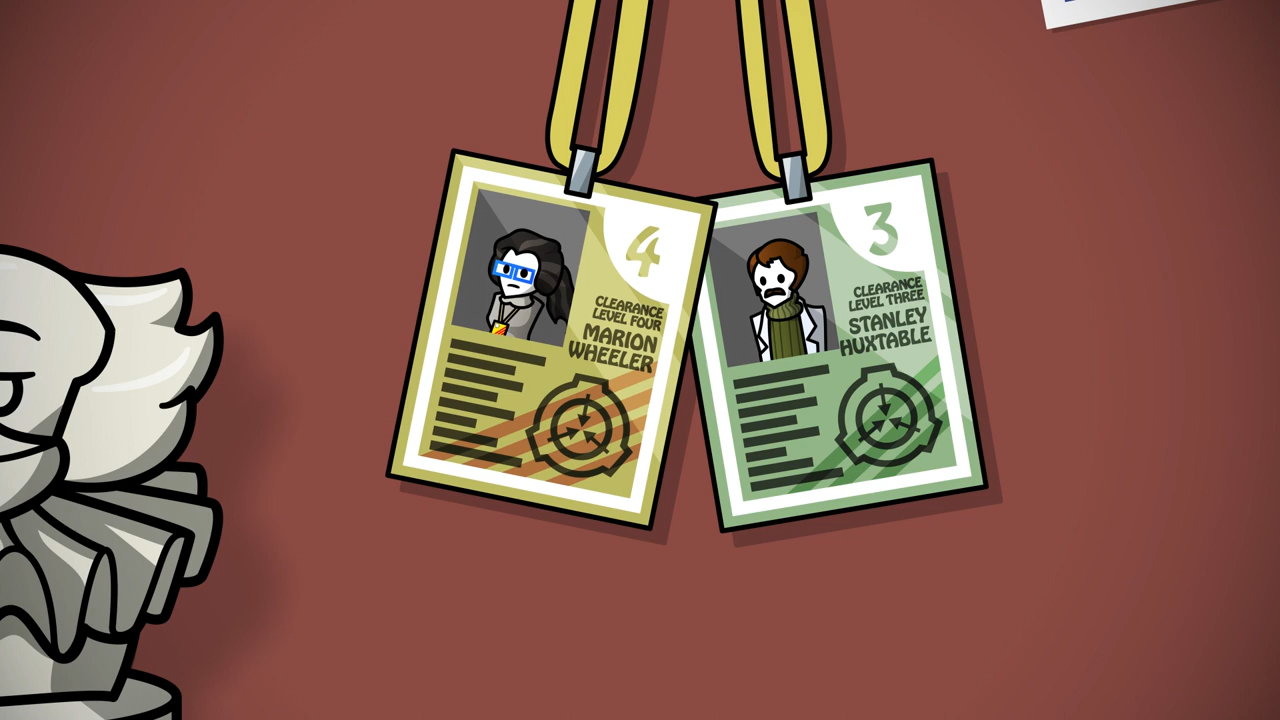 4
CLEARANCE
LEVEL FOUR
MARION
WHEELER
3
CLEARANCE
LEVEL THREE
STANLEY
HUXTABLE